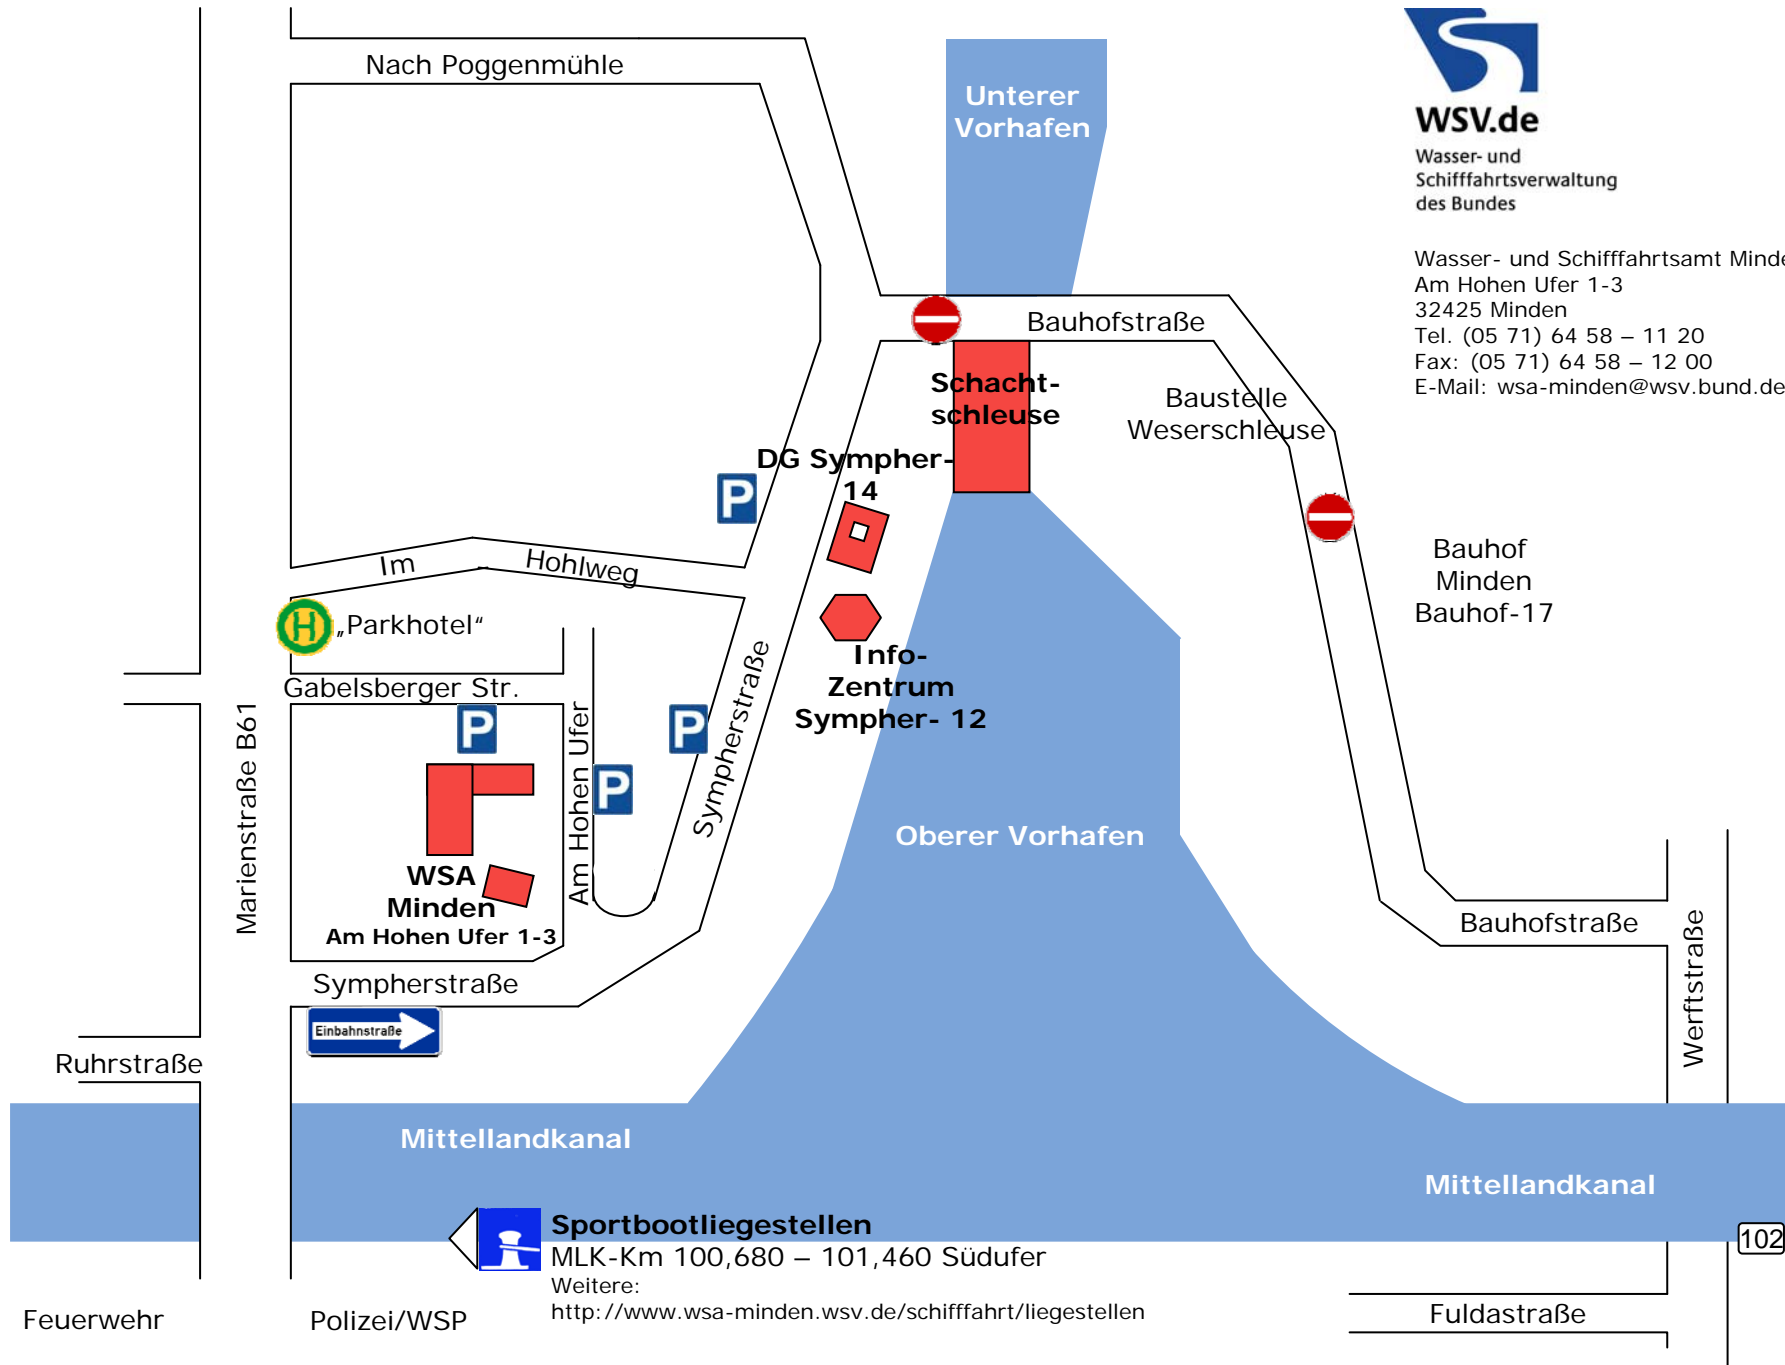 Nach Poggenmühle
Unterer
Vorhafen
WSV.de
Wasser- und
Schifffahrtsverwaltung
des Bundes
Wasser- und Schifffahrtsamt Minde
Am Hohen Ufer 1-3
32425 Minden
Tel. (05 71) 64 58 – 11 20
Fax: (05 71) 64 58 – 12 00
E-Mail: wsa-minden@wsv.bund.de
Bauhofstraße
Schacht-
schleuse
Baustelle
Weserschleuse
DG Sympher-
14
P
Im Hohlweg
Bauhof
Minden
Bauhof-17
H
„Parkhotel“
Info-
Zentrum
Sympher- 12
Gabelsberger Str.
P
P
P
Marienstraße B61
Am Hohen Ufer
Sympherstraße
Oberer Vorhafen
WSA
Minden
Am Hohen Ufer 1-3
Sympherstraße
Einbahnstraße
Bauhofstraße
Werftstraße
Ruhrstraße
Mittellandkanal
Mittellandkanal
Sportbootliegestellen
MLK-Km 100,680 – 101,460 Südufer
Weitere:
http://www.wsa-minden.wsv.de/schifffahrt/liegestellen
102
Feuerwehr
Polizei/WSP
Fuldastraße